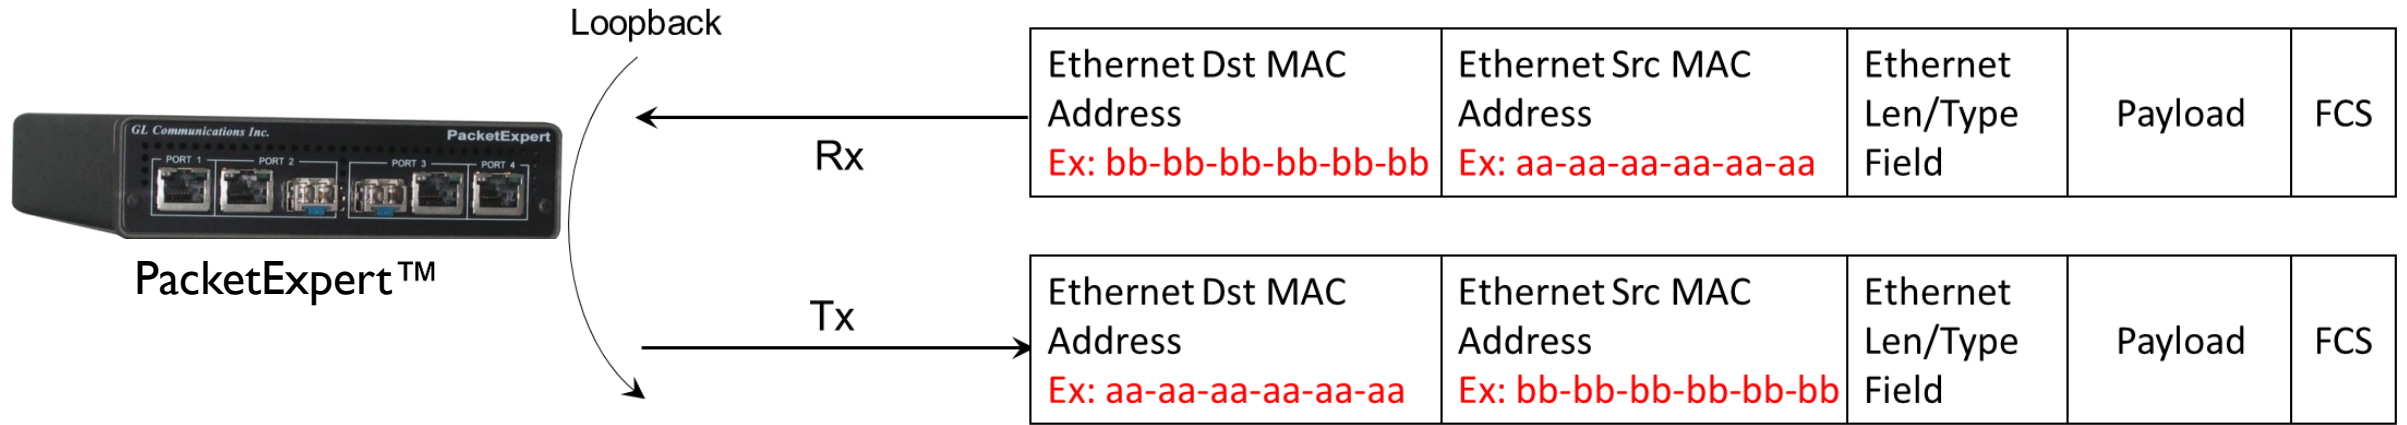 Loopback
GL Communications Inc.
PacketExpert
PORT 1
PORT 2
PORT 3
PORT 4
PacketExpert™
Rx
Ethernet Dst MAC
Address
Ex: bb-bb-bb-bb-bb-bb
Ethernet Src MAC
Address
Ex: aa-aa-aa-aa-aa-aa
Ethernet
Len/Type
Field
Payload
FCS
Tx
Ethernet Dst MAC
Address
Ex: aa-aa-aa-aa-aa-aa
Ethernet Src MAC
Address
Ex: bb-bb-bb-bb-bb-bb
Ethernet
Len/Type
Field
Payload
FCS